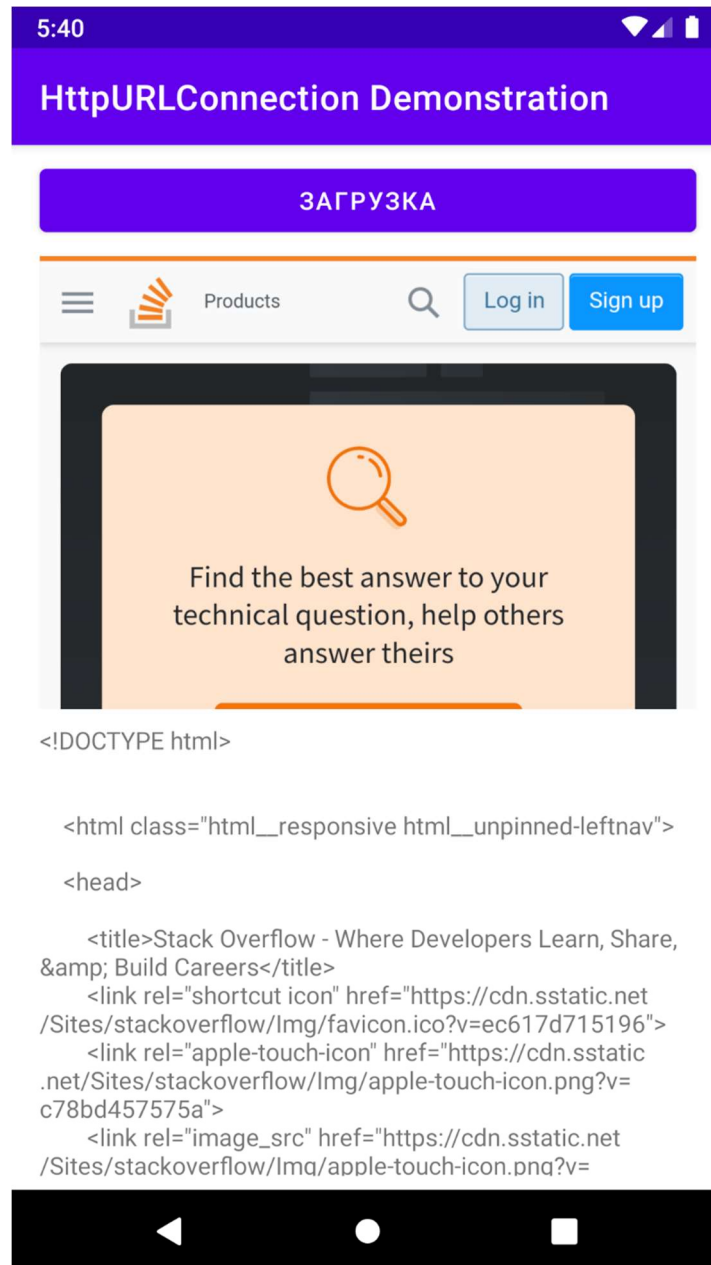 5:40
HttpURLConnection Demonstration
ЗАГРУЗКА
Products Log in Sign up
Find the best answer to your
technical question, help others
answer theirs
<!DOCTYPE html>
<html class="html__responsive html__unpinned-leftnav">
<head>
<title>Stack Overflow - Where Developers Learn, Share,
&amp; Build Careers</title>
<link rel="shortcut icon" href="https://cdn.sstatic.net
/Sites/stackoverflow/Img/favicon.ico?v=ec617d715196">
<link rel="apple-touch-icon" href="https://cdn.sstatic
.net/Sites/stackoverflow/Img/apple-touch-icon.png?v=
c78bd457575a">
<link rel="image_src" href="https://cdn.sstatic.net
/Sites/stackoverflow/Img/apple-touch-icon.png?v=